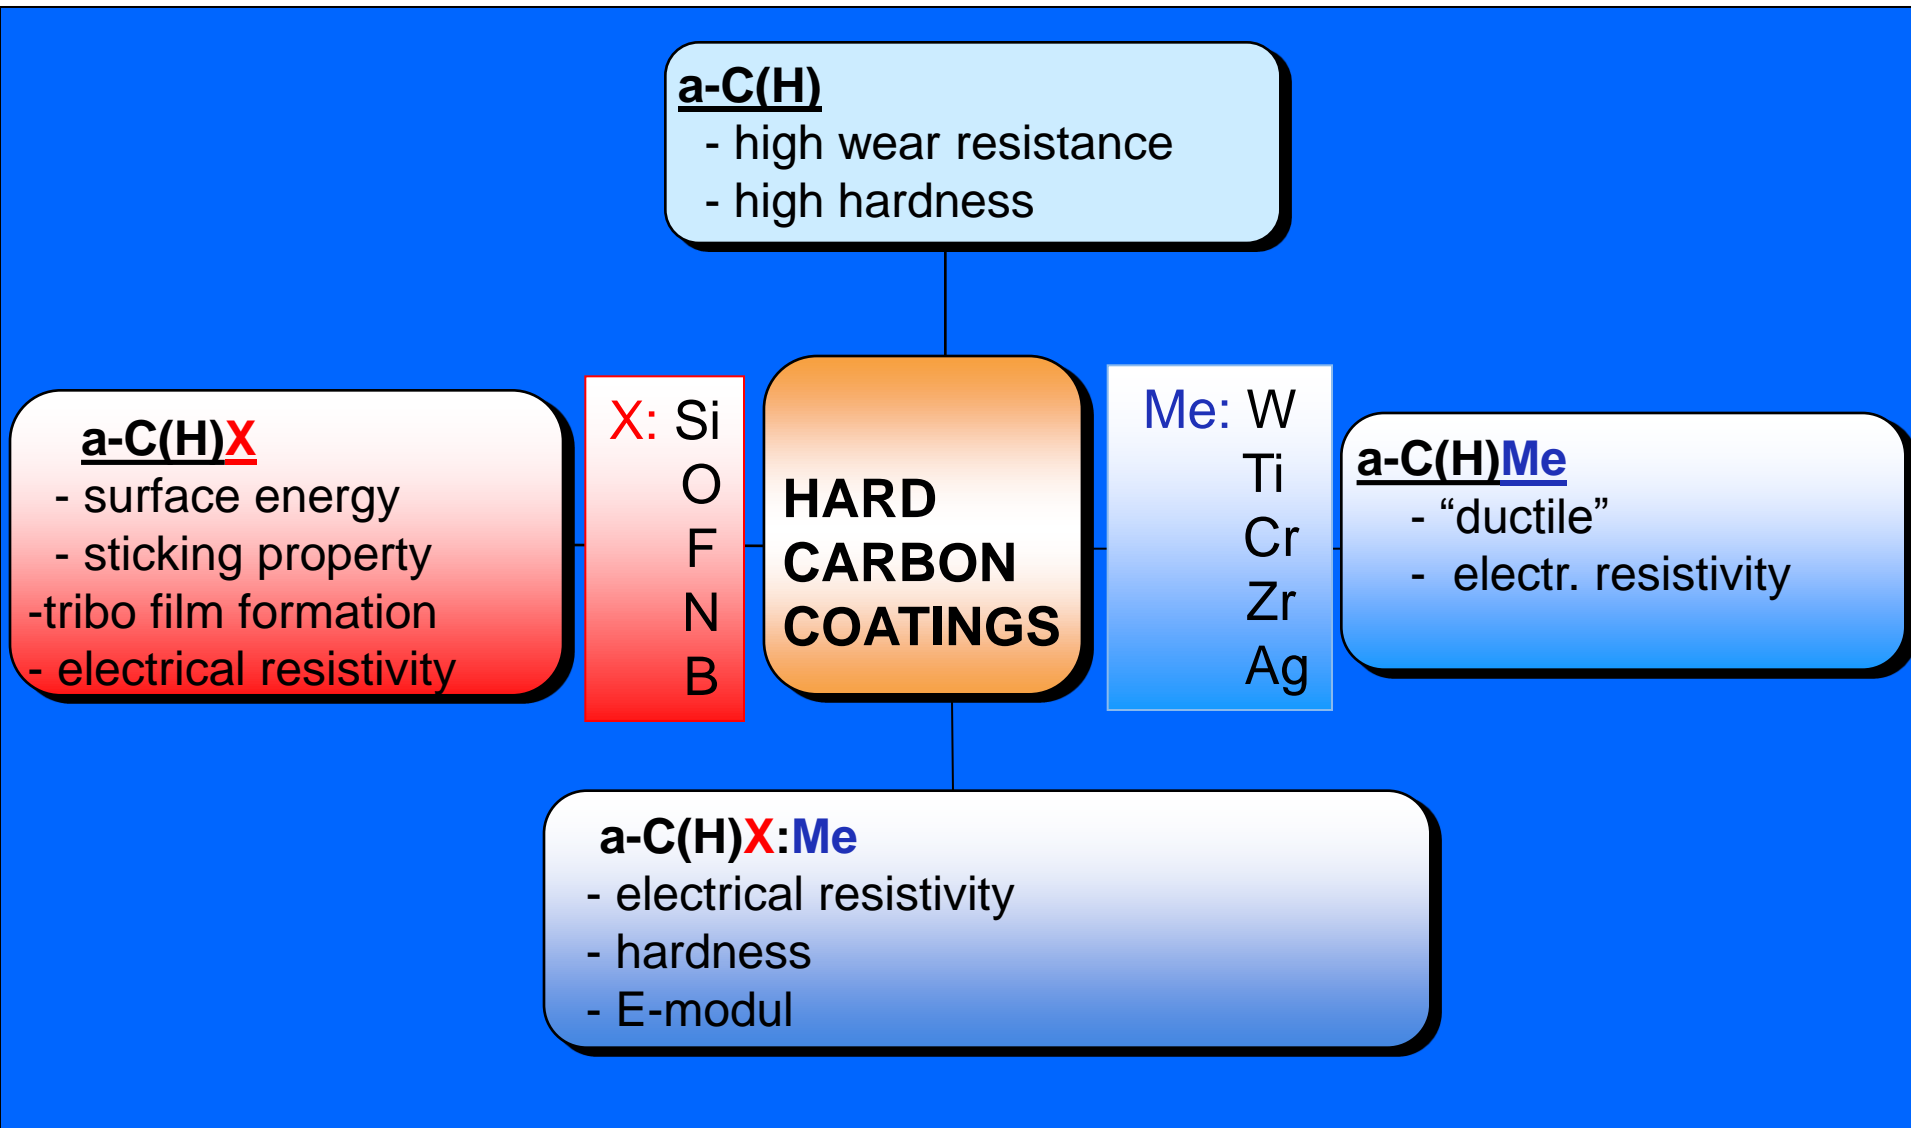 a-C(H)
- high wear resistance
- high hardness
a-C(H)X
- surface energy
- sticking property
-tribo film formation
- electrical resistivity
X: Si
O
F
N
B
HARD
CARBON
COATINGS
Me: W
Ti
Cr
Zr
Ag
a-C(H)Me
- “ductile”
- electr. resistivity
a-C(H)X:Me
- electrical resistivity
- hardness
- E-modul